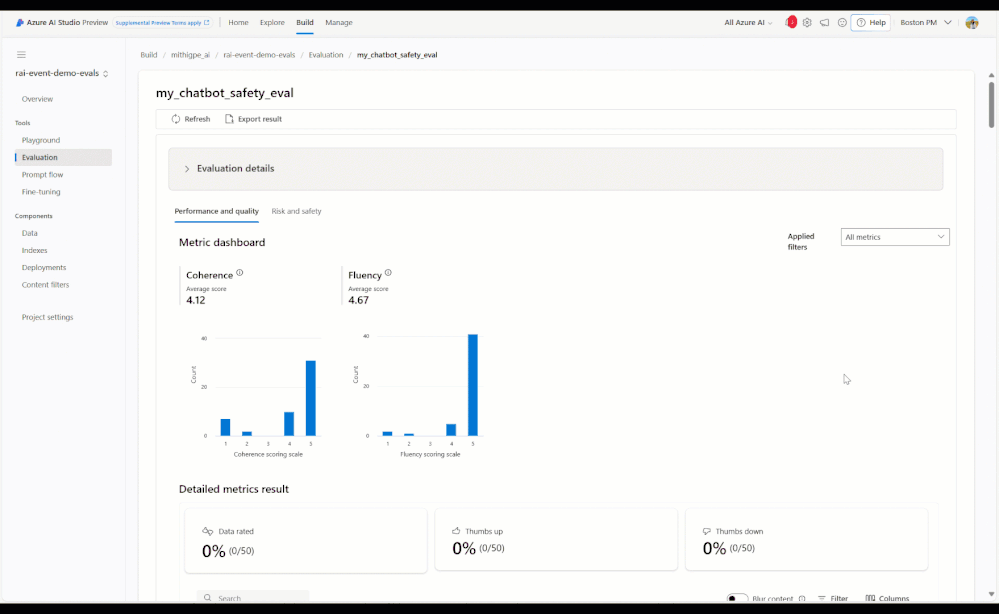 Azure AI Studio Preview Supplemental Preview Terms apply Home Explore Build Manage All Azure AI Help Boston PM
Build / mithigpe_ai / rai-event-demo-evals / Evaluation / my_chatbot_safety_eval
rai-event-demo-evals
Overview
Tools
Playground
Evaluation
Prompt flow
Fine-tuning
Components
Data
Indexes
Deployments
Content filters
Project settings
my_chatbot_safety_eval
Refresh Export result
Evaluation details
Performance and quality Risk and safety
Metric dashboard
Applied filters
All metrics
Coherence
Average score
4.12
40
20
0
Count
1 2 3 4 5
Coherence scoring scale
Fluency
Average score
4.67
40
20
0
Count
1 2 3 4 5
Fluency scoring scale
Detailed metrics result
Data rated
0% (0/50)
Thumbs up
0% (0/50)
Thumbs down
0% (0/50)
Search
Blur content Filter Columns